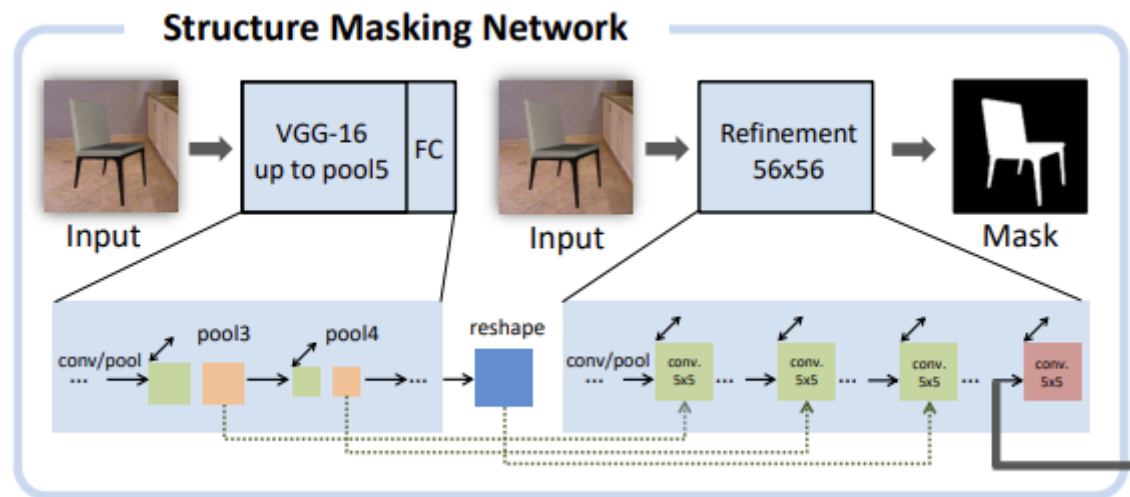 Structure Masking Network
VGG-16
up to pool5
FC
Refinement
56x56
Input
Input
Mask
pool3
pool4
reshape
conv/pool
...
...
conv/pool
...
conv.
5x5
...
conv.
5x5
...
conv.
5x5
...
conv.
5x5